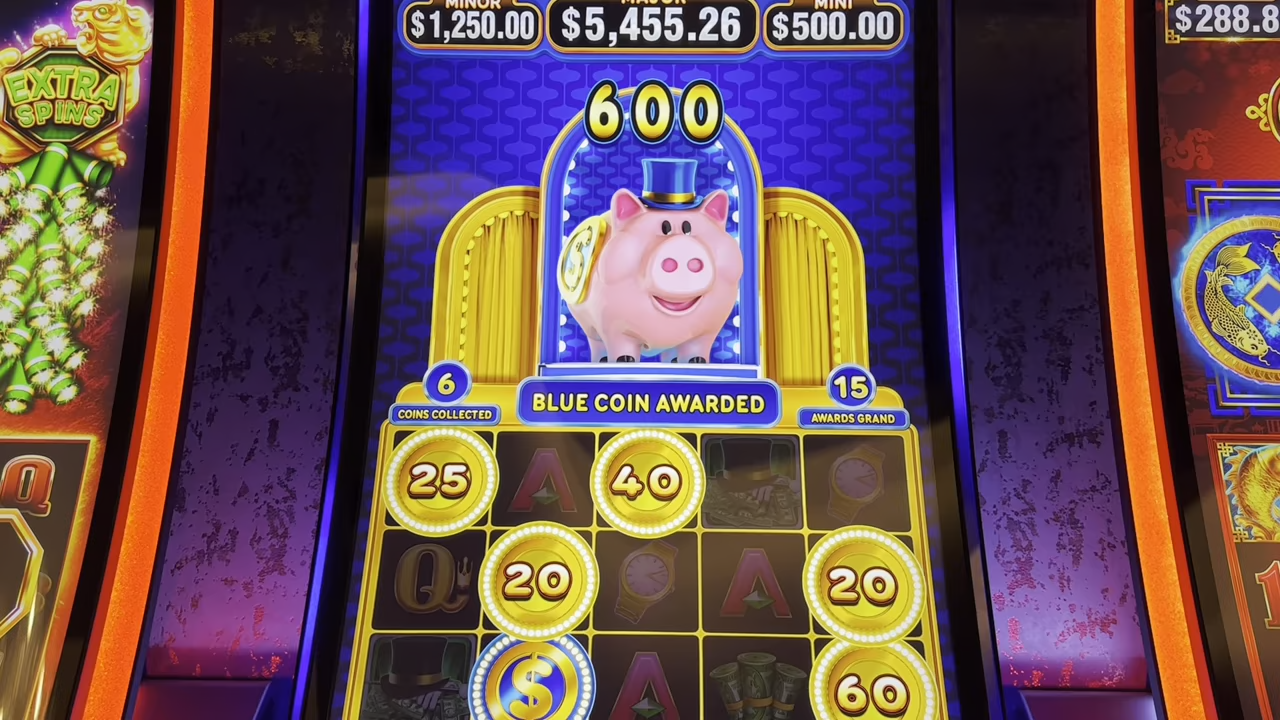 MINOR
$1,250.00
MAJOR
$5,455.26
MINI
$500.00
$288.8
EXTRA
SPINS
600
6
COINS COLLECTED
BLUE COIN AWARDED
15
AWARDS GRAND
25
A
40
Q
Q
20
A
20
A
$
60